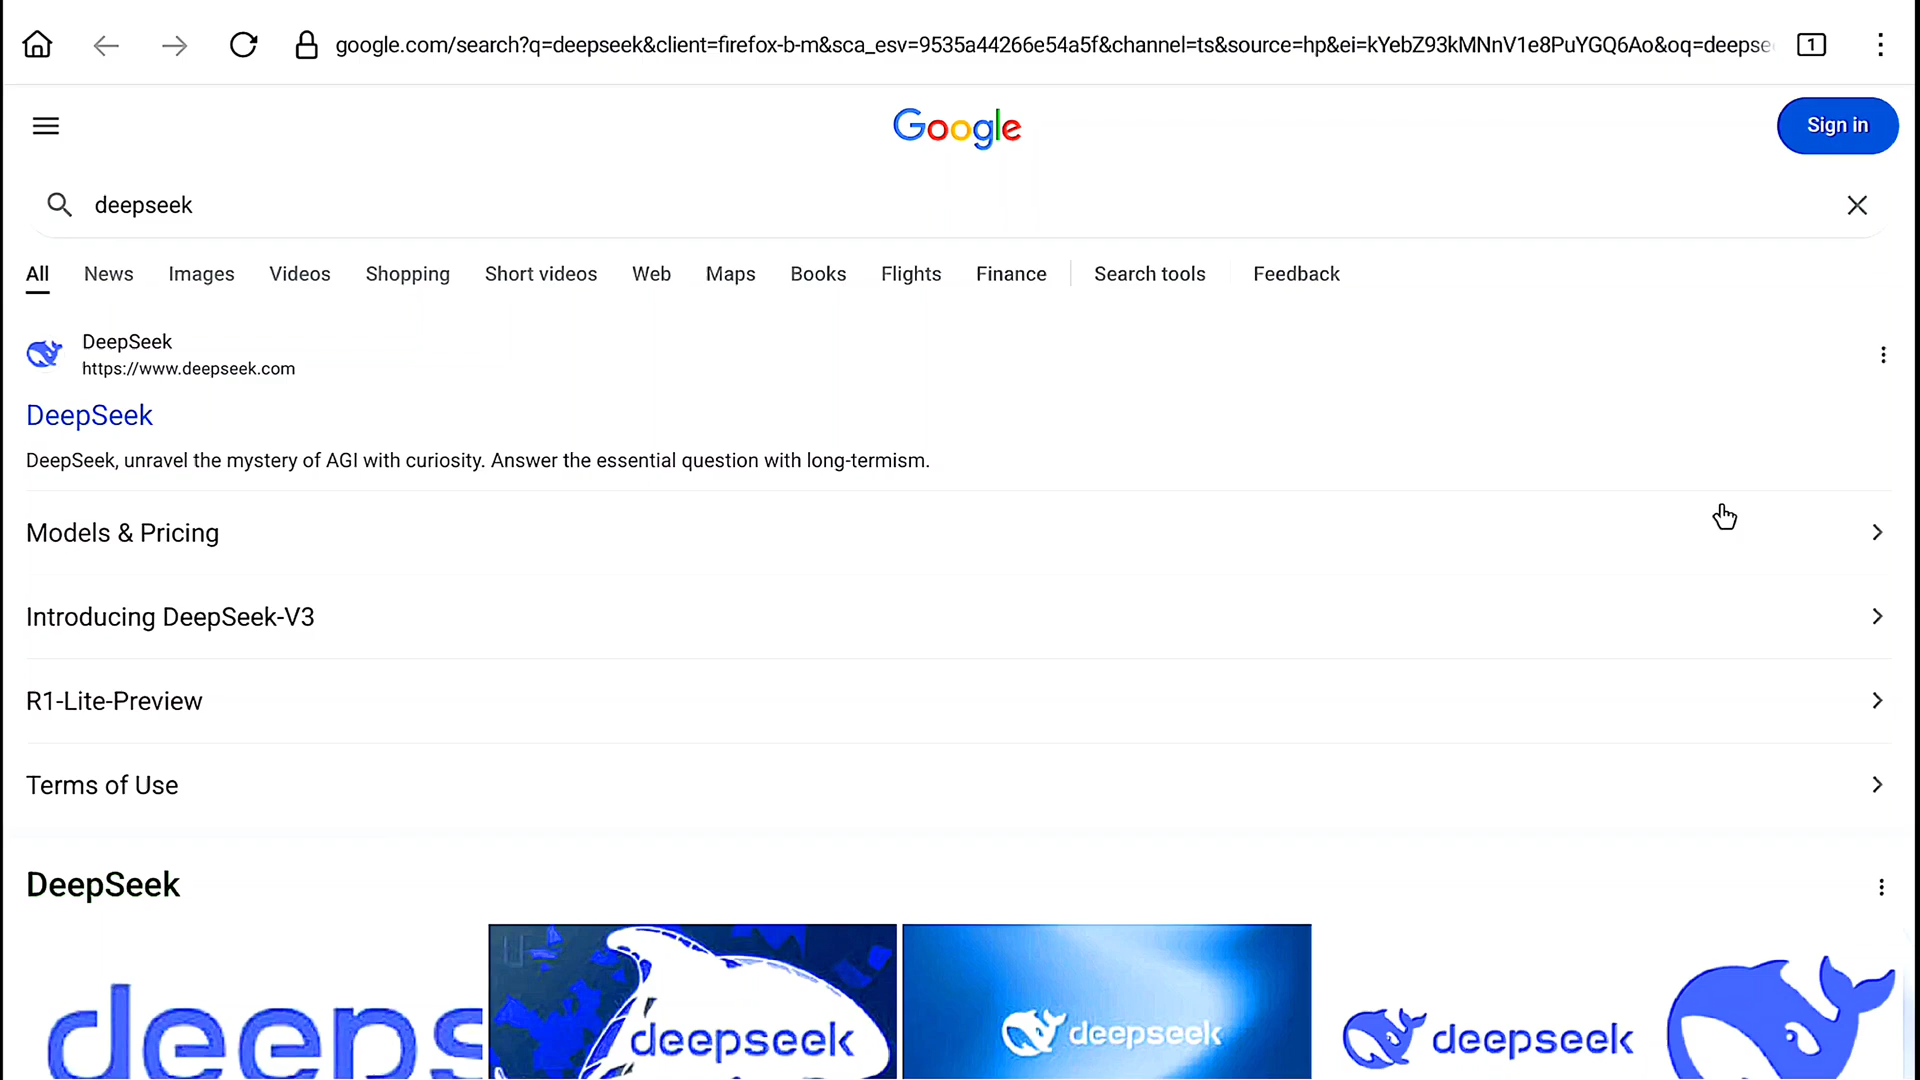 google.com/search?q=deepseek&client=firefox-b-m&sca_esv=9535a44266e54a5f&channel=ts&source=hp&ei=kYebZ93kMNnV1e8PuYGQ6Ao&oq=deepse
1
Google
Sign in
deepseek
All News Images Videos Shopping Short videos Web Maps Books Flights Finance Search tools Feedback
DeepSeek
https://www.deepseek.com
DeepSeek
DeepSeek, unravel the mystery of AGI with curiosity. Answer the essential question with long-termism.
Models & Pricing
Introducing DeepSeek-V3
R1-Lite-Preview
Terms of Use
DeepSeek
deeps
deepseek
deepseek
deepseek